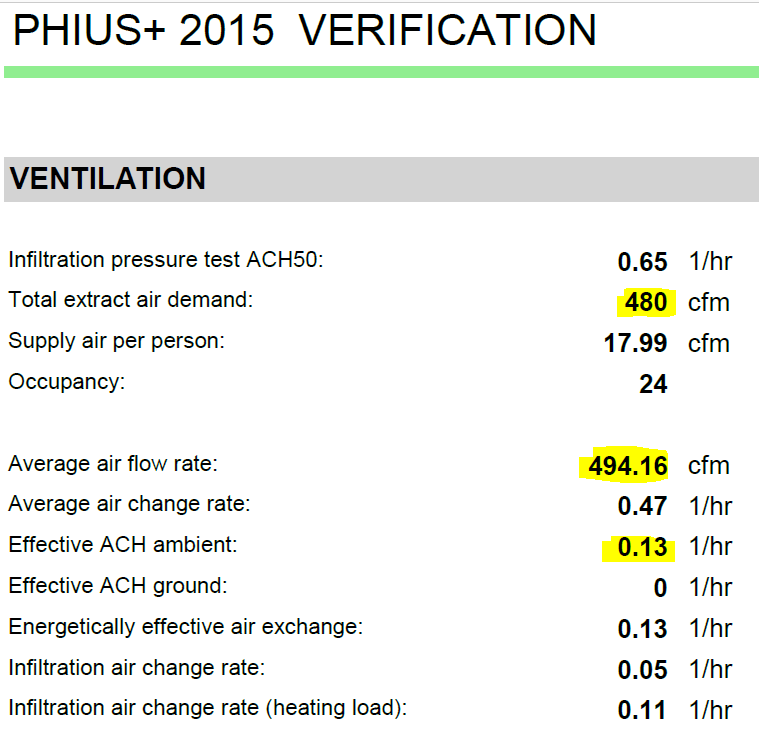 PHIUS+ 2015 VERIFICATION
VENTILATION
Infiltration pressure test ACH50: 0.65 1/hr
Total extract air demand: 480 cfm
Supply air per person: 17.99 cfm
Occupancy: 24
Average air flow rate: 494.16 cfm
Average air change rate: 0.47 1/hr
Effective ACH ambient: 0.13 1/hr
Effective ACH ground: 0 1/hr
Energetically effective air exchange: 0.13 1/hr
Infiltration air change rate: 0.05 1/hr
Infiltration air change rate (heating load): 0.11 1/hr